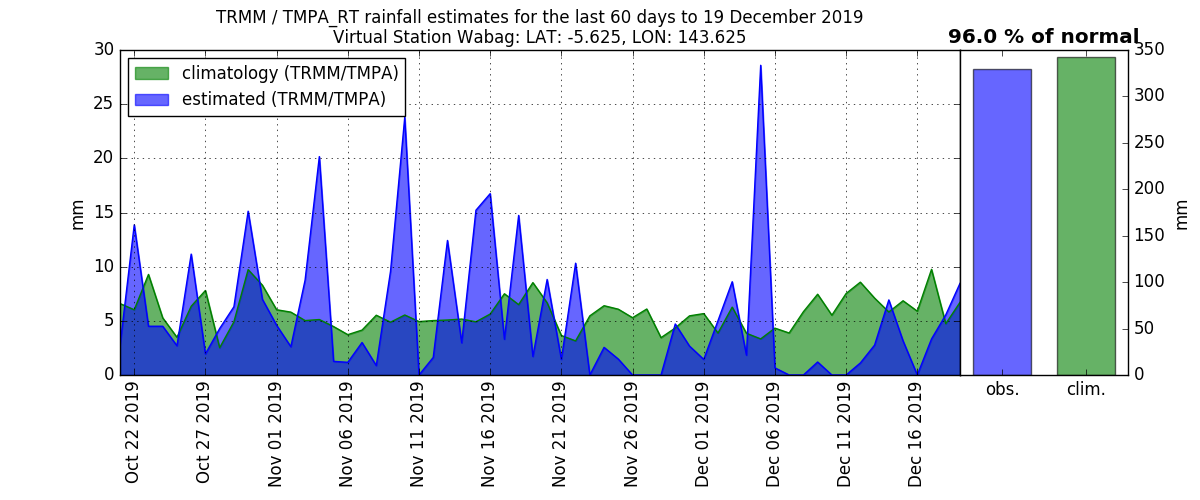 TRMM / TMPA_RT rainfall estimates for the last 60 days to 19 December 2019
Virtual Station Wabag: LAT: -5.625, LON: 143.625
96.0 % of normal
climatology (TRMM/TMPA)
estimated (TRMM/TMPA)
30
25
20
15
10
5
0
mm
Oct 22 2019
Oct 27 2019
Nov 01 2019
Nov 06 2019
Nov 11 2019
Nov 16 2019
Nov 21 2019
Nov 26 2019
Dec 01 2019
Dec 06 2019
Dec 11 2019
Dec 16 2019
obs.
clim.
350
300
250
200
150
100
50
0
mm